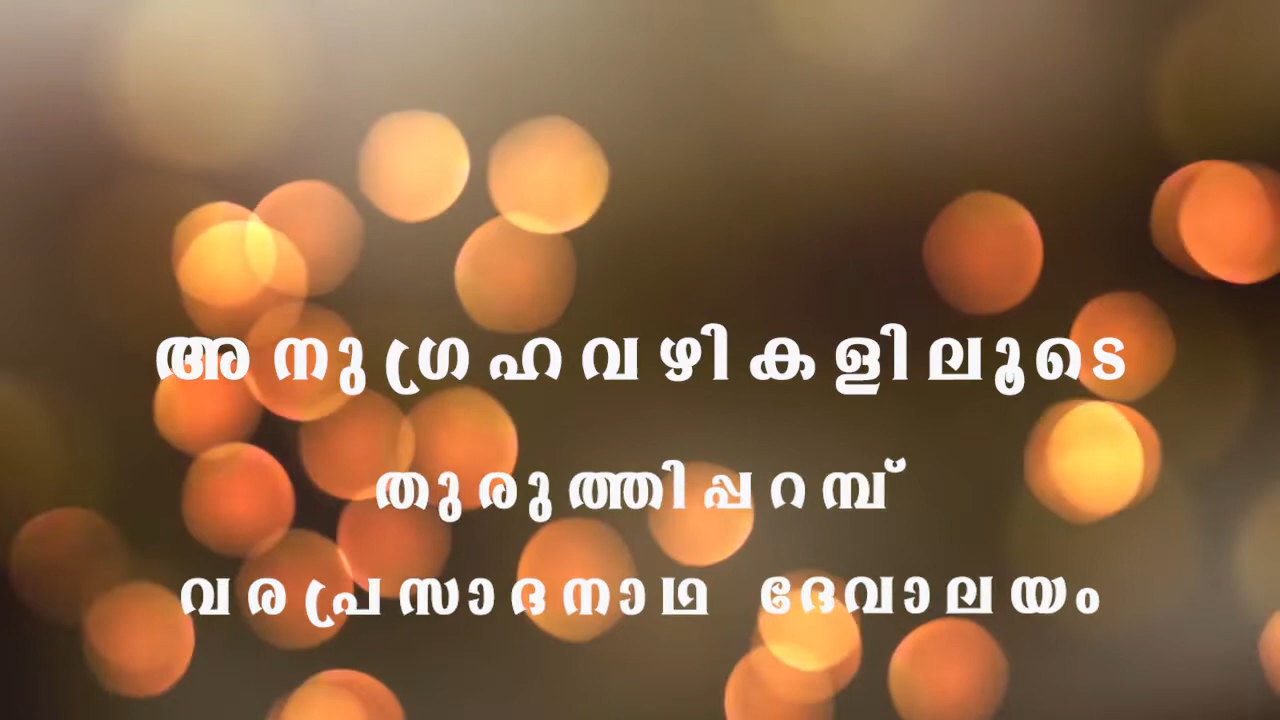 അനുഗ്രഹവഴികളിലൂടെ
തുരുത്തിപ്പറമ്പ്
വരപ്രസാദനാഥ ദേവാലയം